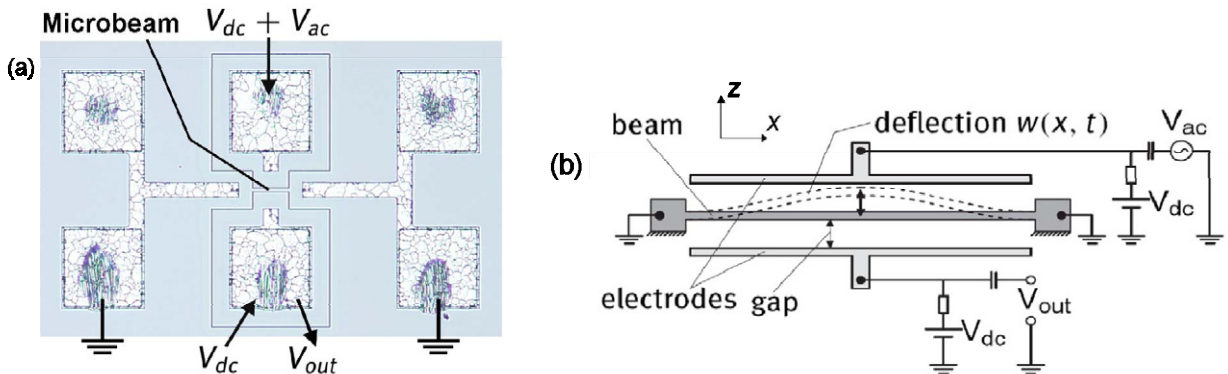 (a)
Microbeam
V_dc + V_ac
V_dc
V_out
(b)
z
x
beam
deflection w(x, t)
V_ac
V_dc
electrodes
gap
V_out
V_dc